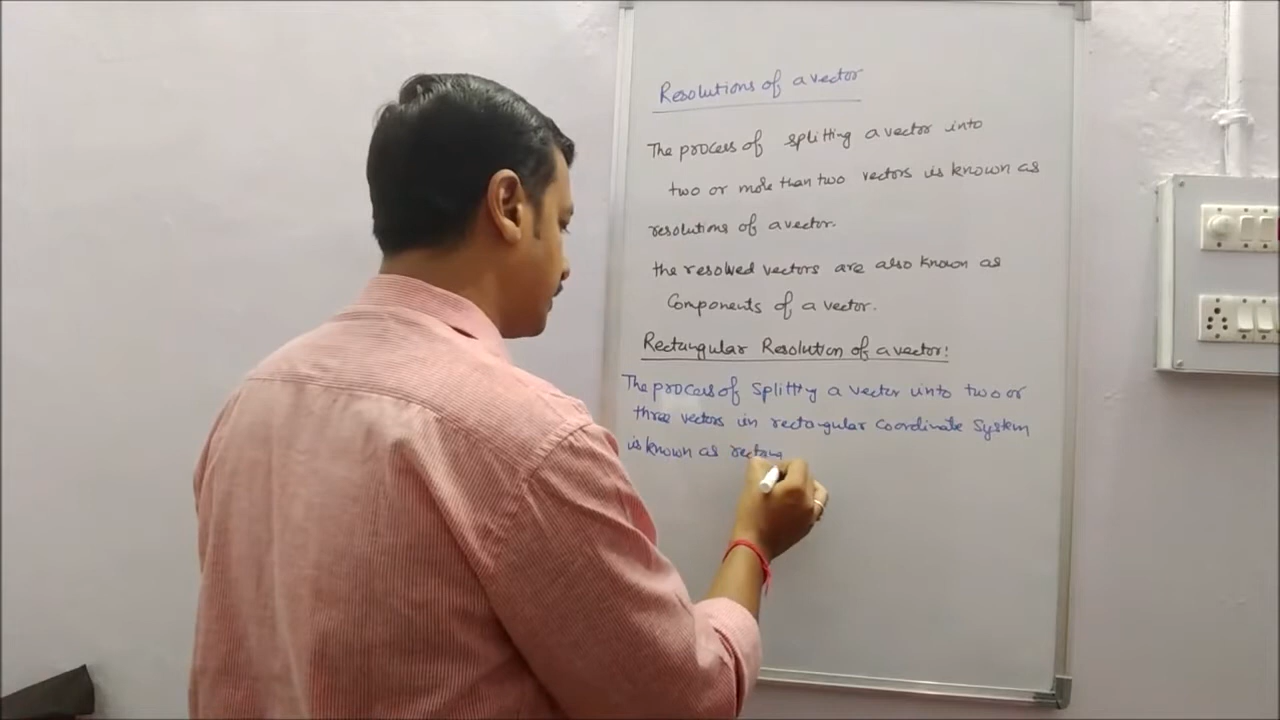 Resolutions of a vector
The process of splitting a vector into
two or more than two vectors is known as
resolutions of a vector.
the resolved vectors are also known as
Components of a vector.
Rectangular Resolution of a vector:
The process of Splitting a vector into two or
three vectors in rectangular coordinate System
is known as rectang